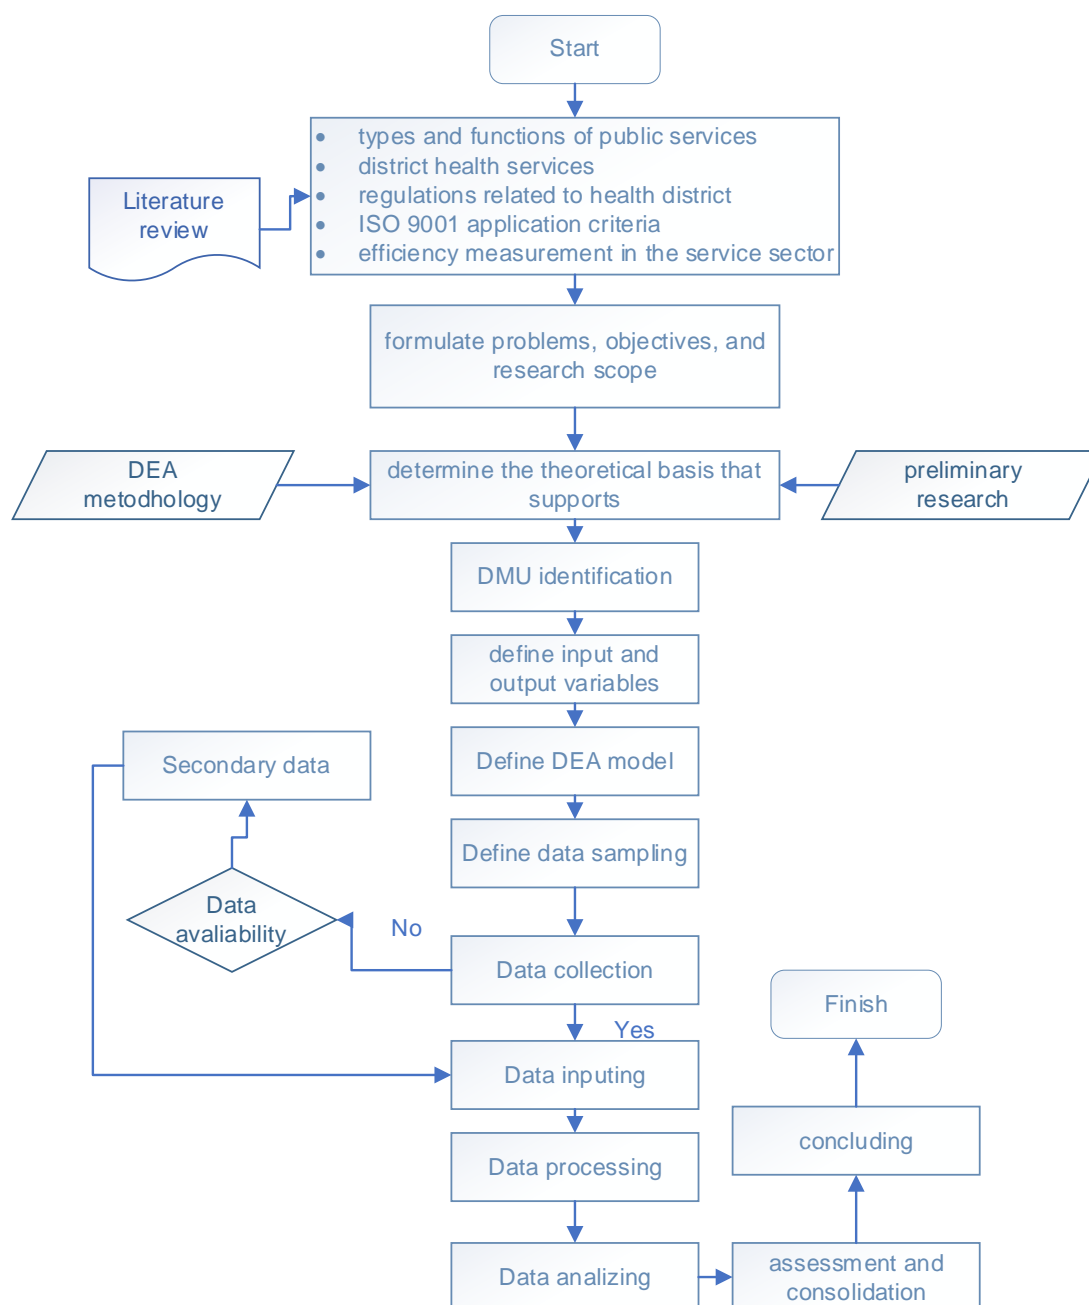 Start
• types and functions of public services
• district health services
• regulations related to health district
• ISO 9001 application criteria
• efficiency measurement in the service sector
Literature
review
formulate problems, objectives, and
research scope
DEA
metodhology
determine the theoretical basis that
supports
preliminary
research
DMU identification
define input and
output variables
Define DEA model
Secondary data
Define data sampling
Data
avaliability
No
Data collection
Yes
Finish
Data inputing
concluding
Data processing
Data analizing
assessment and
consolidation